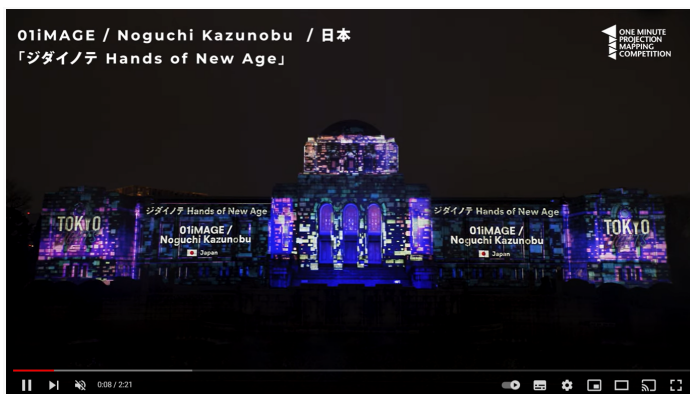 01iMAGE / Noguchi Kazunobu / 日本
「ジダイノテ Hands of New Age」
ONE MINUTE
PROJECTION
MAPPING
COMPETITION
ジダイノテ Hands of New Age
01iMAGE /
Noguchi Kazunobu
Japan
ジダイノテ Hands of New Age
01iMAGE /
Noguchi Kazunobu
Japan
TOKYO
TOKYO
0:08 / 2:21